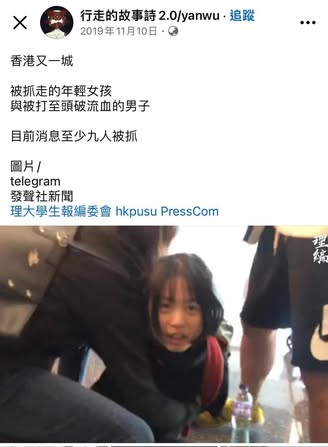 行走的故事詩 2.0/yanwu · 追蹤
2019年11月10日 ·
香港又一城
被抓走的年輕女孩
與被打至頭破流血的男子
目前消息至少九人被抓
圖片/
telegram
發聲社新聞
理大學生報編委會 hkpusu PressCom
理編